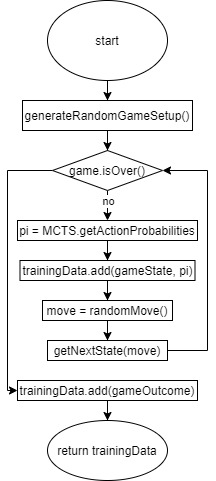 start
generateRandomGameSetup()
game.isOver()
no
pi = MCTS.getActionProbabilities
trainingData.add(gameState, pi)
move = randomMove()
getNextState(move)
trainingData.add(gameOutcome)
return trainingData